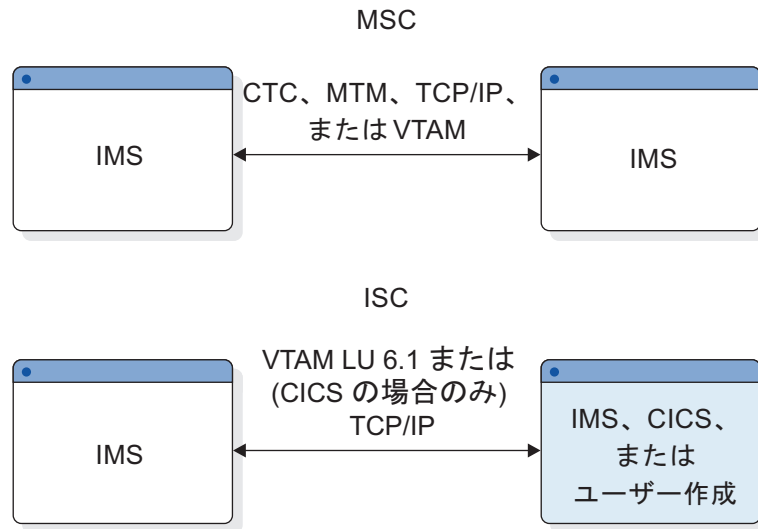 MSC
CTC、MTM、TCP/IP、
または VTAM
IMS
IMS
ISC
VTAM LU 6.1 または
(CICS の場合のみ)
TCP/IP
IMS
IMS、CICS、
または
ユーザー作成